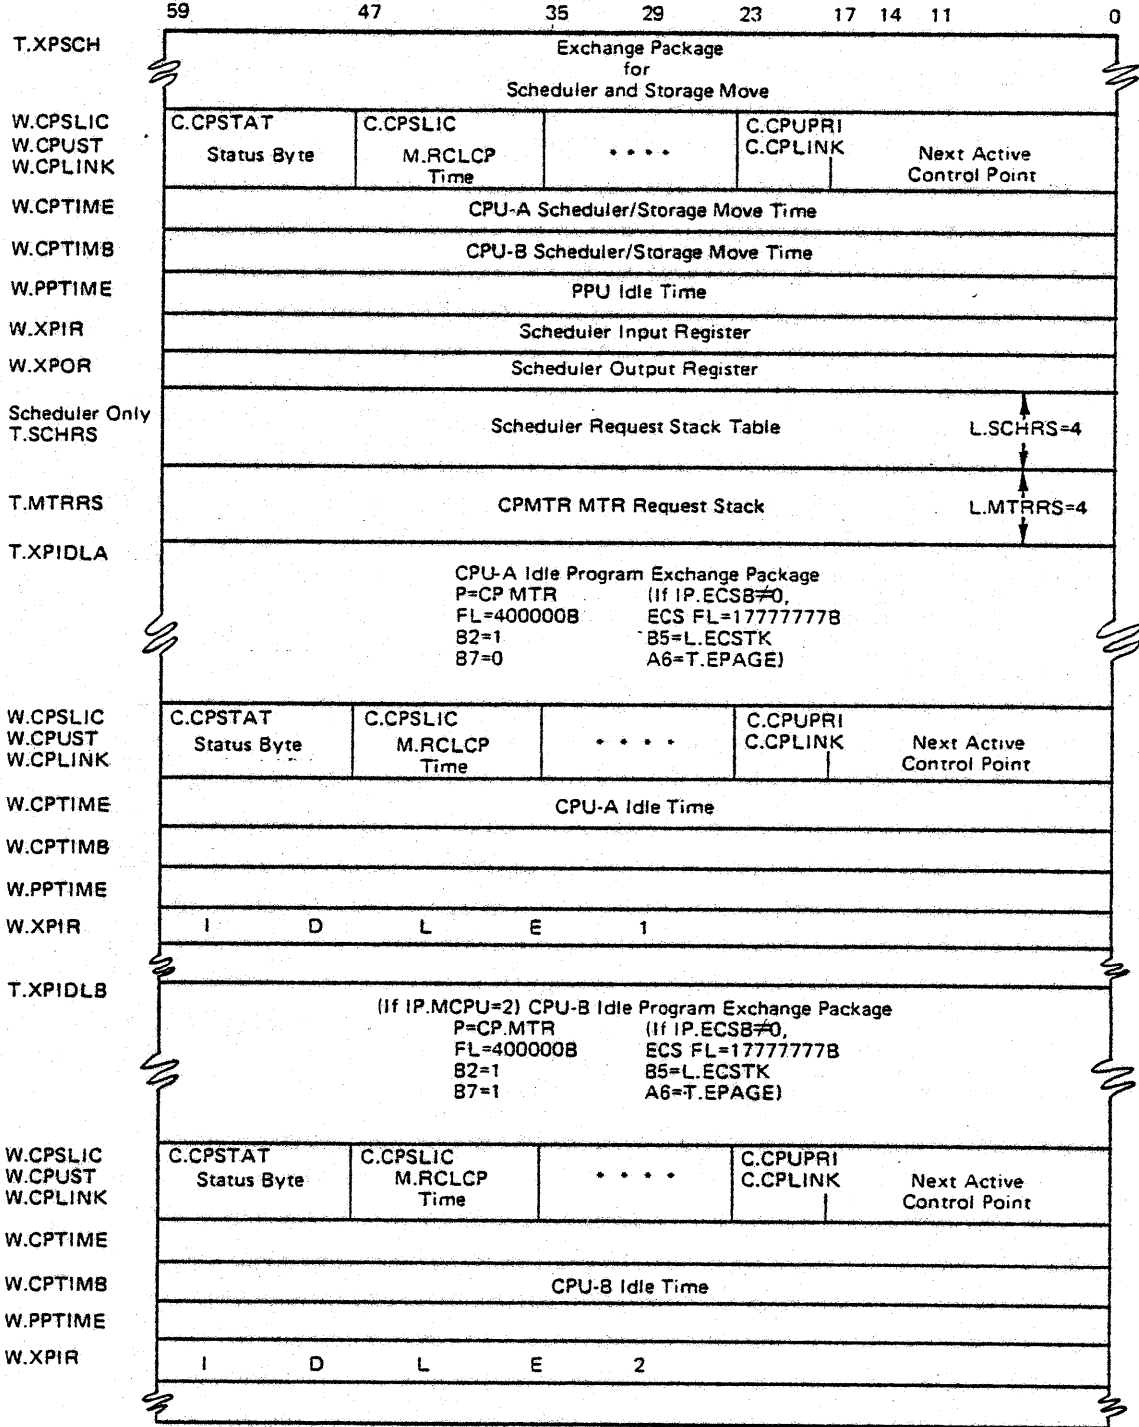 59 47 35 29 23 17 14 11 0
T.XPSCH
Exchange Package
for
Scheduler and Storage Move
W.CPSLIC C.CPSTAT C.CPSLIC C.CPUPRI
W.CPUST Status Byte M.RCLCP * * * * C.CPLINK Next Active
W.CPLINK Time Control Point
W.CPTIME CPU-A Scheduler/Storage Move Time
W.CPTIMB CPU-B Scheduler/Storage Move Time
W.PPTIME PPU Idle Time
W.XPIR Scheduler Input Register
W.XPOR Scheduler Output Register
Scheduler Only
T.SCHRS Scheduler Request Stack Table L.SCHRS=4
T.MTRRS CPMTR MTR Request Stack L.MTRRS=4
T.XPIDLA
CPU-A Idle Program Exchange Package
P=CP.MTR (If IP.ECSB≠0,
FL=400000B ECS FL=17777777B
B2=1 B5=L.ECSTK
B7=0 A6=T.EPAGE)
W.CPSLIC C.CPSTAT C.CPSLIC C.CPUPRI
W.CPUST Status Byte M.RCLCP * * * * C.CPLINK Next Active
W.CPLINK Time Control Point
W.CPTIME CPU-A Idle Time
W.CPTIMB
W.PPTIME
W.XPIR I D L E 1
T.XPIDLB
(If IP.MCPU=2) CPU-B Idle Program Exchange Package
P=CP.MTR (If IP.ECSB≠0,
FL=400000B ECS FL=17777777B
B2=1 B5=L.ECSTK
B7=1 A6=T.EPAGE)
W.CPSLIC C.CPSTAT C.CPSLIC C.CPUPRI
W.CPUST Status Byte M.RCLCP * * * * C.CPLINK Next Active
W.CPLINK Time Control Point
W.CPTIME
W.CPTIMB CPU-B Idle Time
W.PPTIME
W.XPIR I D L E 2